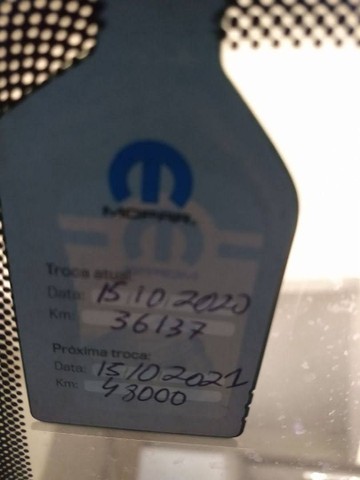 MOPAR
Troca atual
Data: 15 10 2020
Km: 36137
Próxima troca:
Data: 15/10 2021
Km: 43000